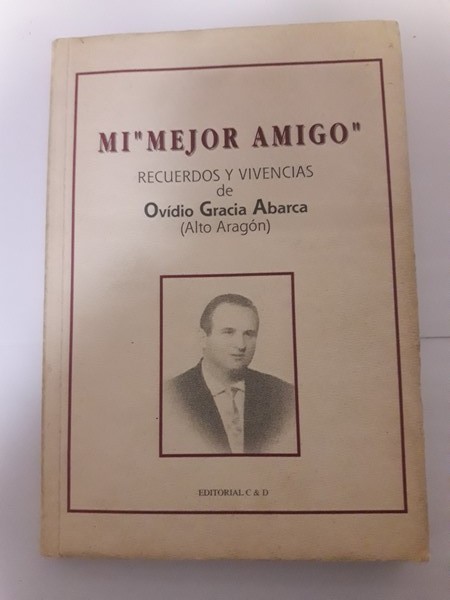 MI "MEJOR AMIGO"
RECUERDOS Y VIVENCIAS
de
Ovídio Gracia Abarca
(Alto Aragón)
EDITORIAL C & D